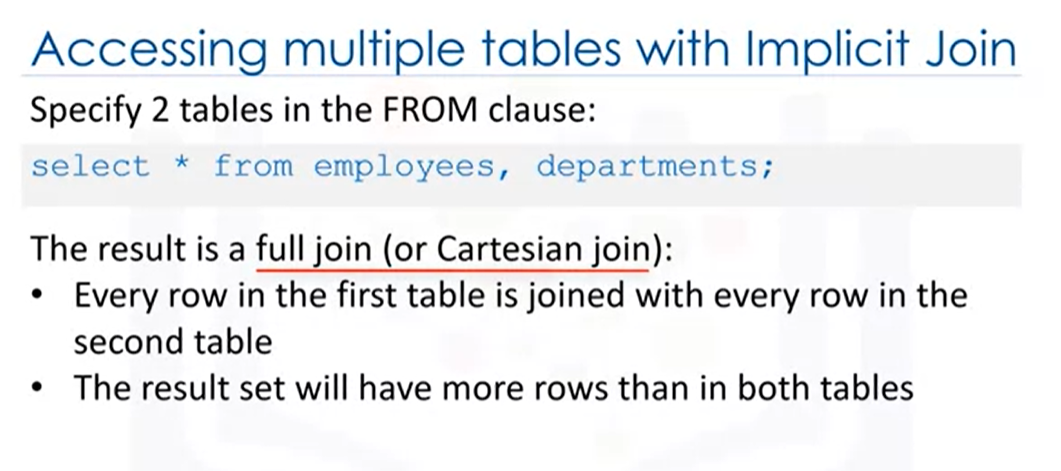 Accessing multiple tables with Implicit Join
Specify 2 tables in the FROM clause:
select * from employees, departments;
The result is a full join (or Cartesian join):
• Every row in the first table is joined with every row in the
second table
• The result set will have more rows than in both tables